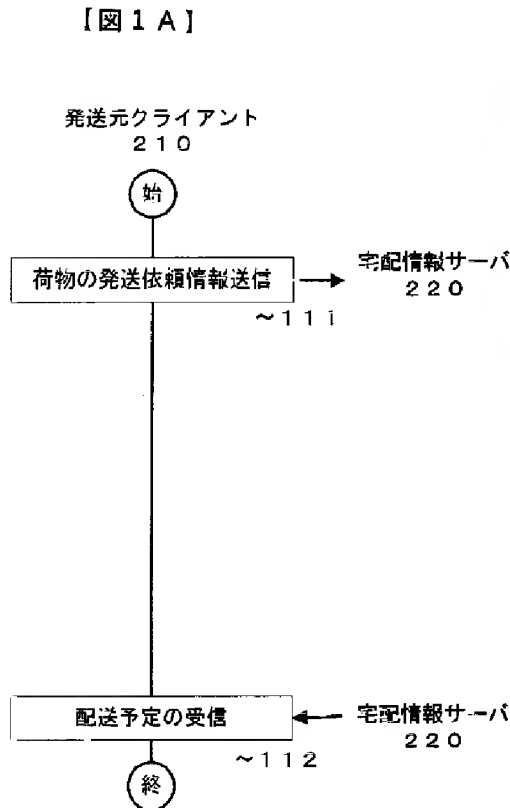 【図１Ａ】
発送元クライアント
２１０
始
荷物の発送依頼情報送信
宅配情報サーバ
２２０
～１１１
配送予定の受信
宅配情報サーバ
２２０
～１１２
終